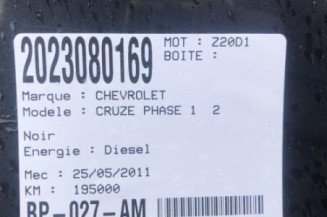 2023080169
MOT : Z20D1
BOITE :
Marque : CHEVROLET
Modele : CRUZE PHASE 1 2
Noir
Energie : Diesel
Mec : 25/05/2011
KM : 195000
BP-027-AM